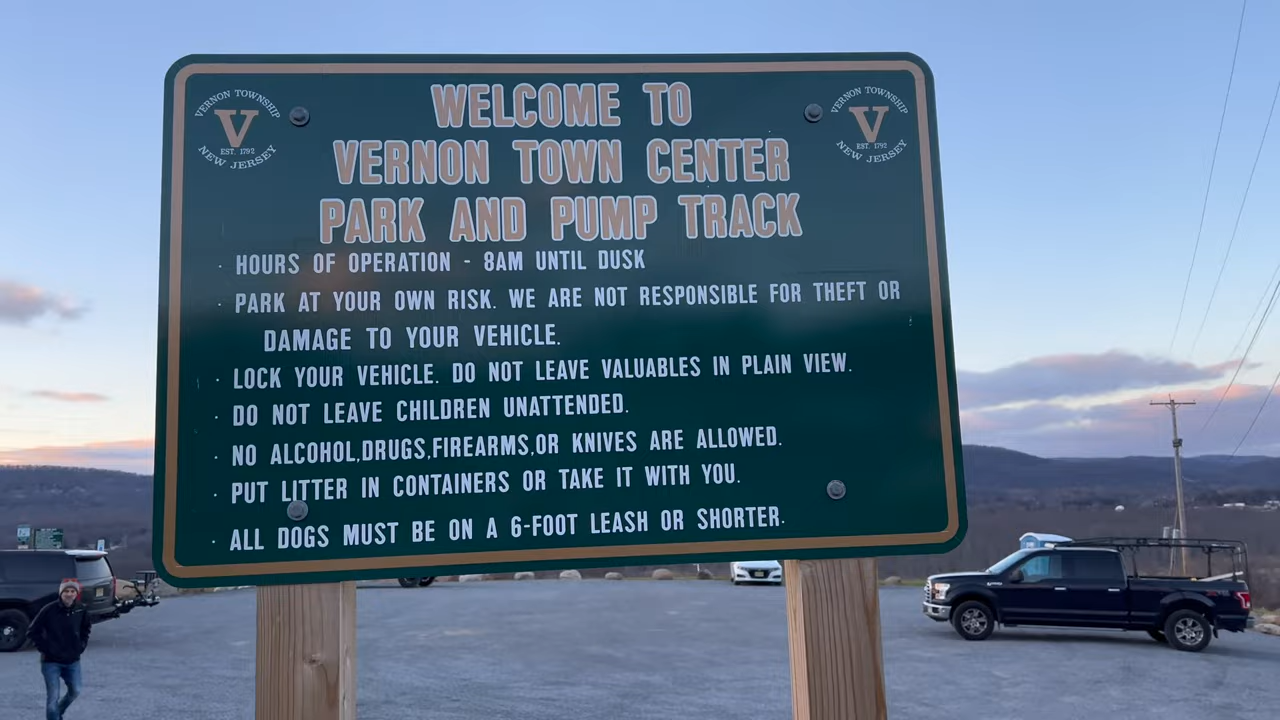 VERNON TOWNSHIP
V
EST. 1792
NEW JERSEY
WELCOME TO
VERNON TOWN CENTER
PARK AND PUMP TRACK
VERNON TOWNSHIP
V
EST. 1792
NEW JERSEY
· HOURS OF OPERATION - 8AM UNTIL DUSK
· PARK AT YOUR OWN RISK. WE ARE NOT RESPONSIBLE FOR THEFT OR
DAMAGE TO YOUR VEHICLE.
· LOCK YOUR VEHICLE. DO NOT LEAVE VALUABLES IN PLAIN VIEW.
· DO NOT LEAVE CHILDREN UNATTENDED.
· NO ALCOHOL,DRUGS,FIREARMS,OR KNIVES ARE ALLOWED.
· PUT LITTER IN CONTAINERS OR TAKE IT WITH YOU.
· ALL DOGS MUST BE ON A 6-FOOT LEASH OR SHORTER.